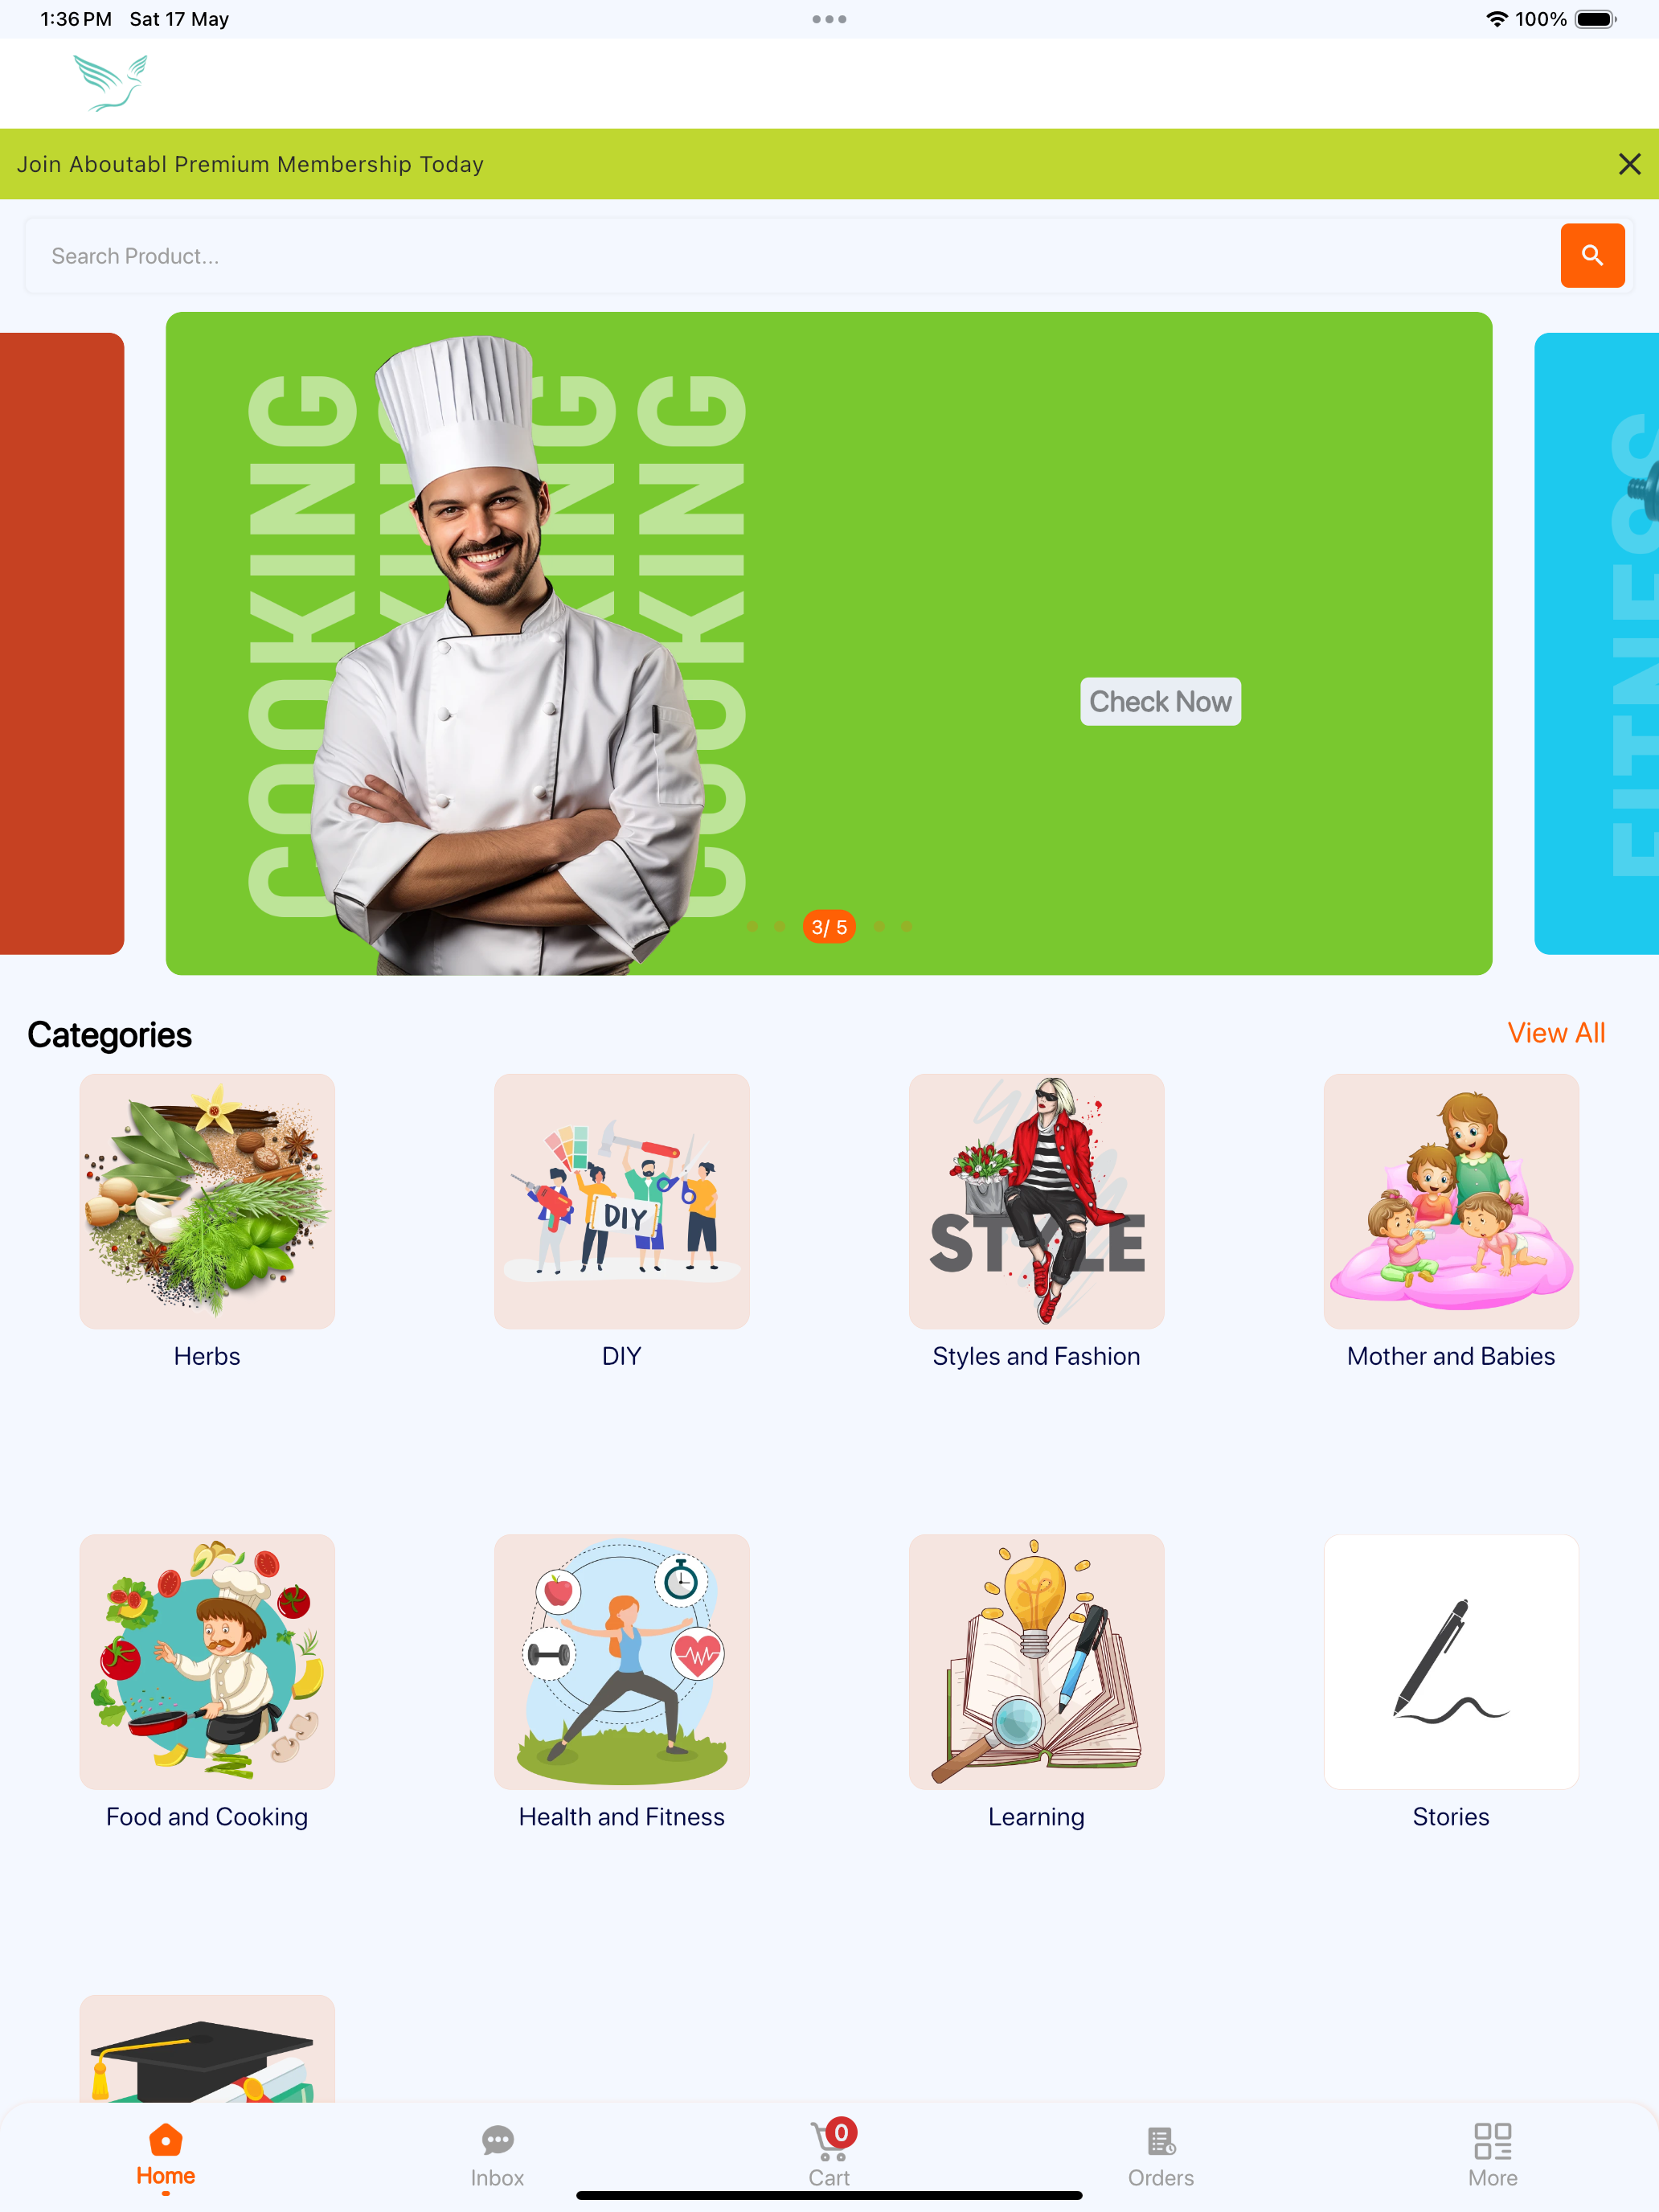 1:36 PM Sat 17 May
100%
Join Aboutabl Premium Membership Today
Search Product...
COOKING
COOKING
COOKING
COOKING
FITNESS
Check Now
3/ 5
Categories
View All
DIY
STYLE
Herbs
DIY
Styles and Fashion
Mother and Babies
Food and Cooking
Health and Fitness
Learning
Stories
0
Home
Inbox
Cart
Orders
More